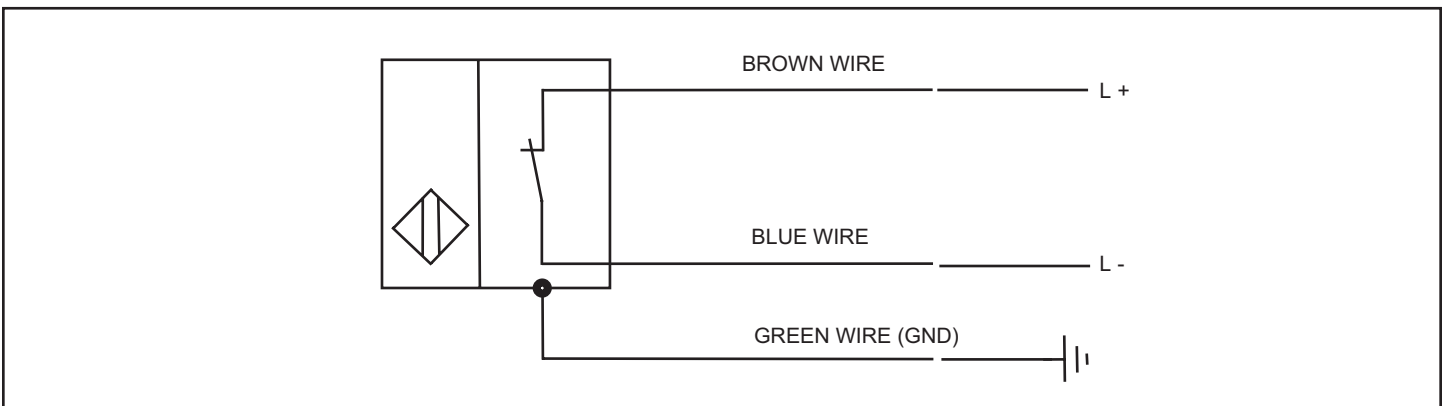 BROWN WIRE
L +
BLUE WIRE
L -
GREEN WIRE (GND)